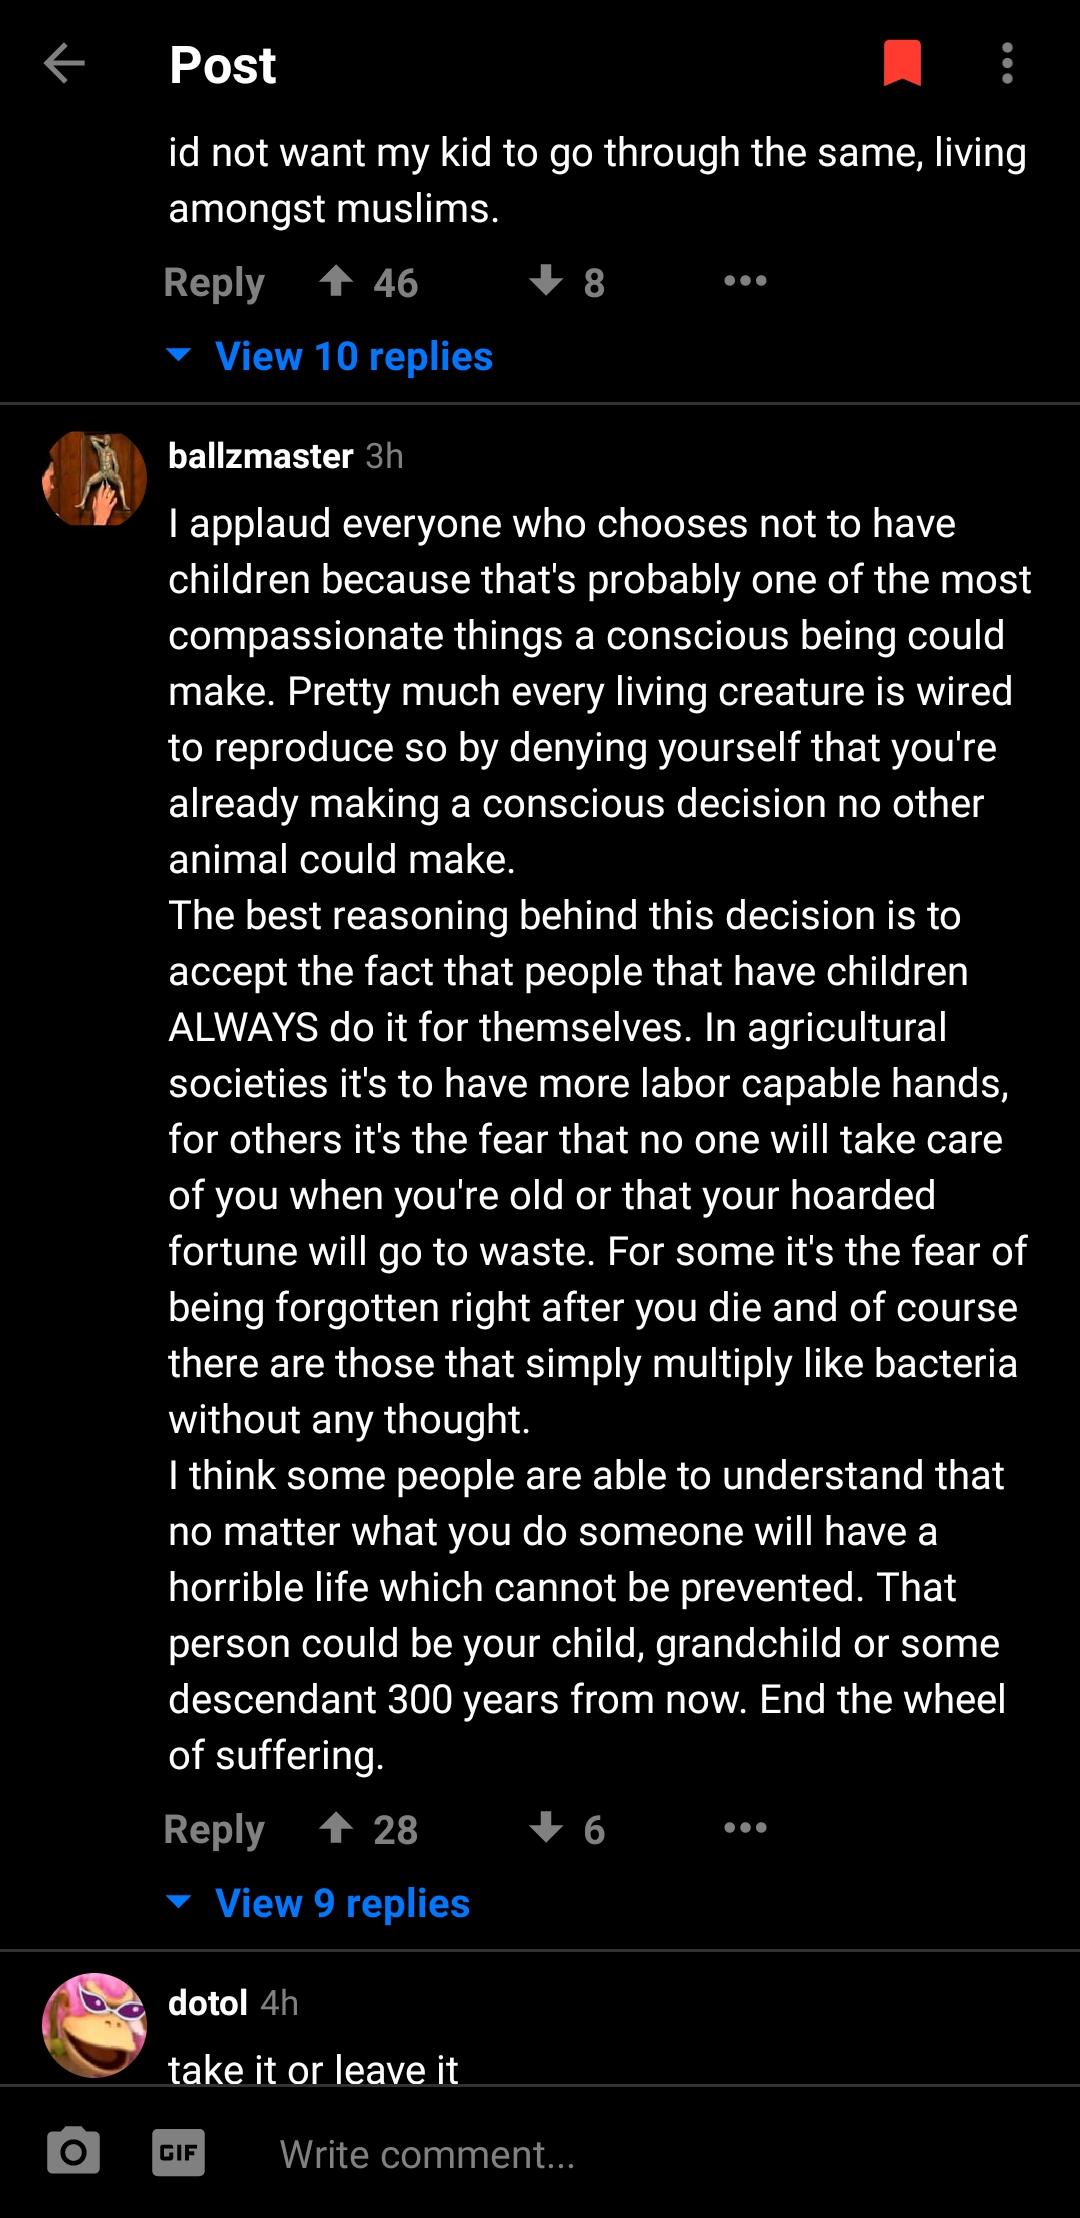 Post
id not want my kid to go through the same, living
amongst muslims.
Reply 46 8
View 10 replies
ballzmaster 3h
I applaud everyone who chooses not to have
children because that's probably one of the most
compassionate things a conscious being could
make. Pretty much every living creature is wired
to reproduce so by denying yourself that you're
already making a conscious decision no other
animal could make.
The best reasoning behind this decision is to
accept the fact that people that have children
ALWAYS do it for themselves. In agricultural
societies it's to have more labor capable hands,
for others it's the fear that no one will take care
of you when you're old or that your hoarded
fortune will go to waste. For some it's the fear of
being forgotten right after you die and of course
there are those that simply multiply like bacteria
without any thought.
I think some people are able to understand that
no matter what you do someone will have a
horrible life which cannot be prevented. That
person could be your child, grandchild or some
descendant 300 years from now. End the wheel
of suffering.
Reply 28 6
View 9 replies
dotol 4h
take it or leave it
GIF Write comment...